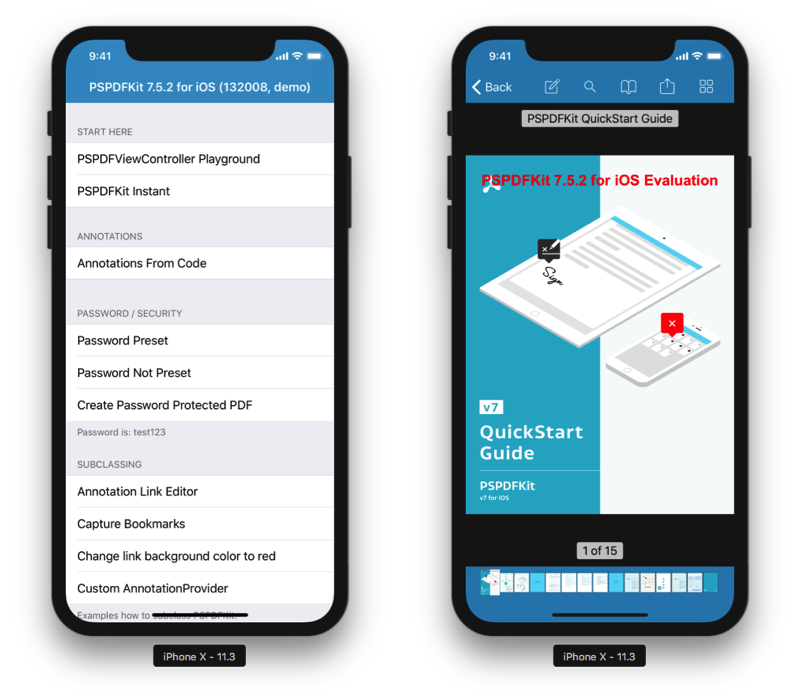 9:41
PSPDFKit 7.5.2 for iOS (132008, demo)
START HERE
PSPDFViewController Playground
PSPDFKit Instant
ANNOTATIONS
Annotations From Code
PASSWORD / SECURITY
Password Preset
Password Not Preset
Create Password Protected PDF
Password is: test123
SUBCLASSING
Annotation Link Editor
Capture Bookmarks
Change link background color to red
Custom AnnotationProvider
Examples how to subclass PSPDFKit.
iPhone X - 11.3
9:41
Back
PSPDFKit QuickStart Guide
PSPDFKit 7.5.2 for iOS Evaluation
Sign
v7
QuickStart
Guide
PSPDFKit
v7 for iOS
1 of 15
iPhone X - 11.3